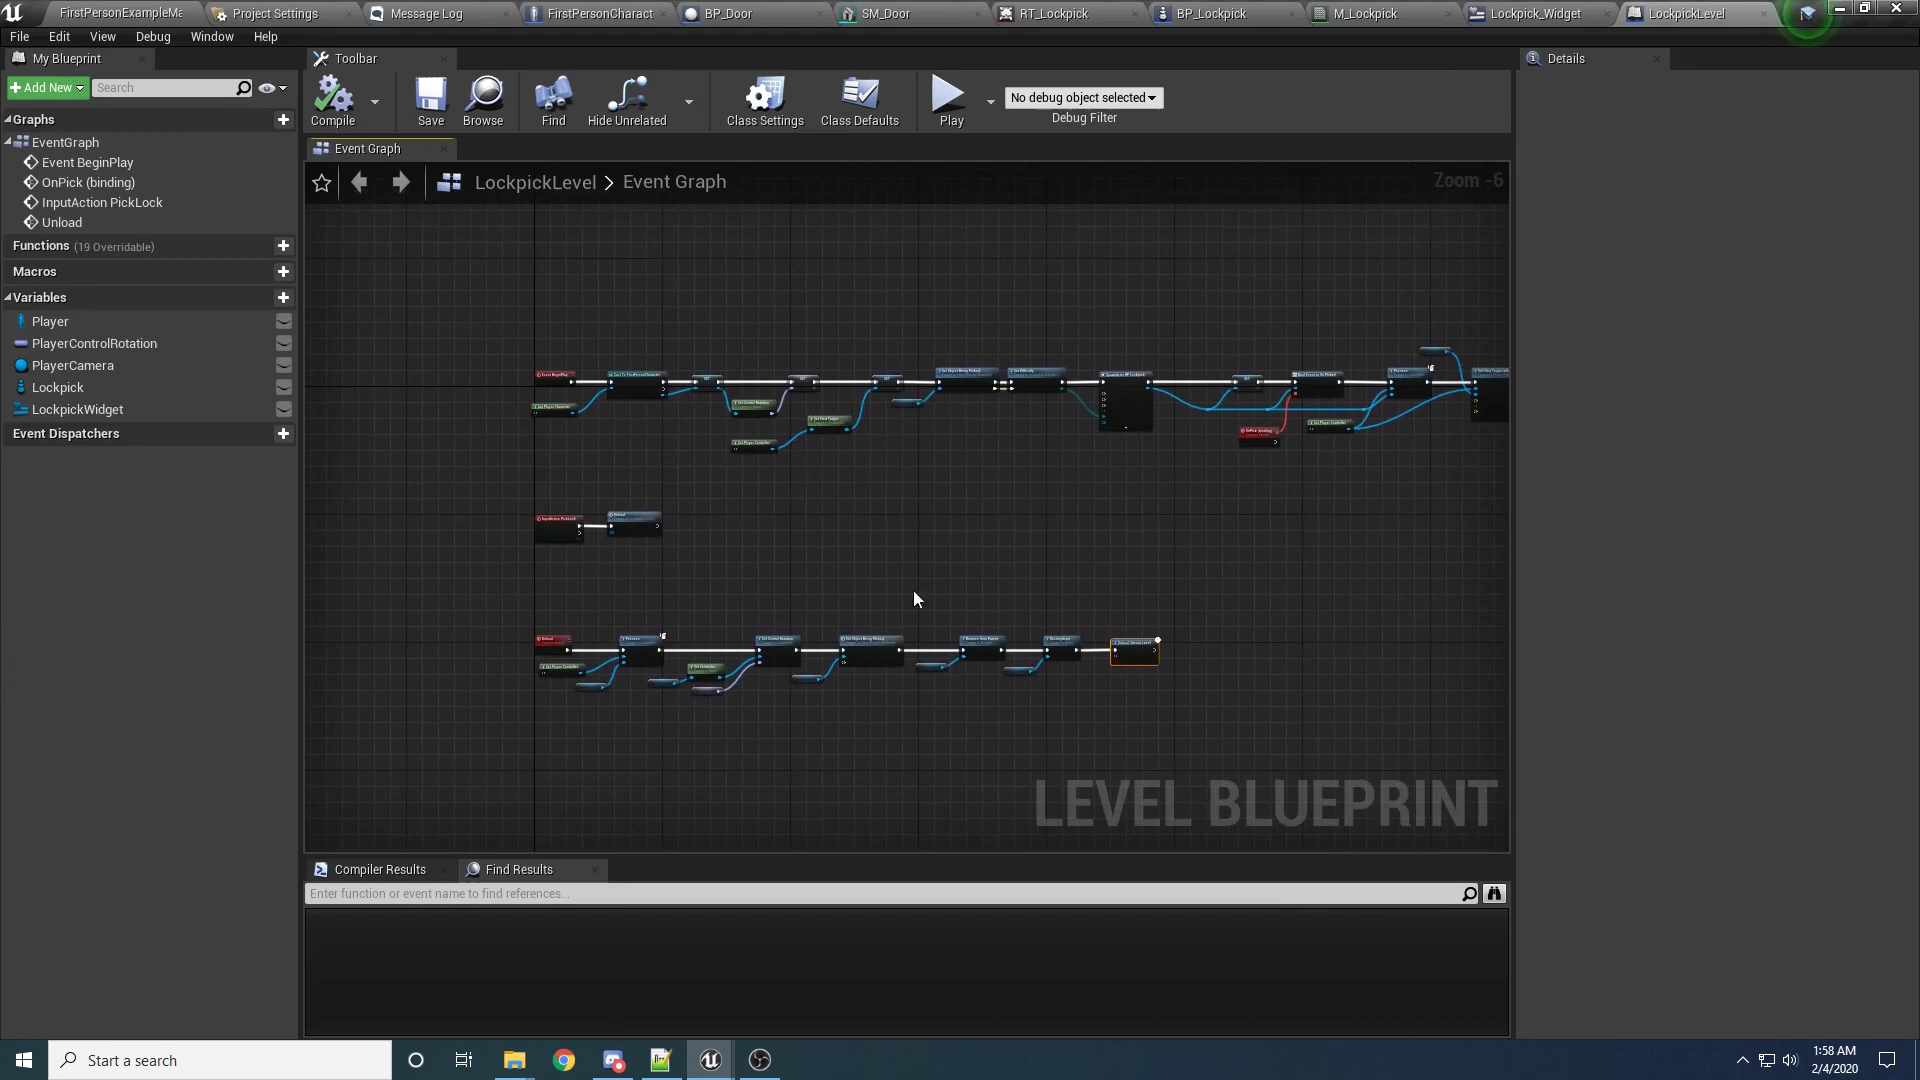 FirstPersonExampleMa
Project Settings
Message Log
FirstPersonCharact
BP_Door
SM_Door
RT_Lockpick
BP_Lockpick
M_Lockpick
Lockpick_Widget
LockpickLevel
File Edit View Debug Window Help
My Blueprint
Toolbar
Details
Add New
Search
Compile
Save
Browse
Find
Hide Unrelated
Class Settings
Class Defaults
Play
No debug object selected
Debug Filter
Graphs
EventGraph
Event BeginPlay
OnPick (binding)
InputAction PickLock
Unload
Functions (19 Overridable)
Macros
Variables
Player
PlayerControlRotation
PlayerCamera
Lockpick
LockpickWidget
Event Dispatchers
Event Graph
LockpickLevel > Event Graph
Zoom -6
LEVEL BLUEPRINT
Compiler Results
Find Results
Enter function or event name to find references...
Start a search
1:58 AM
2/4/2020